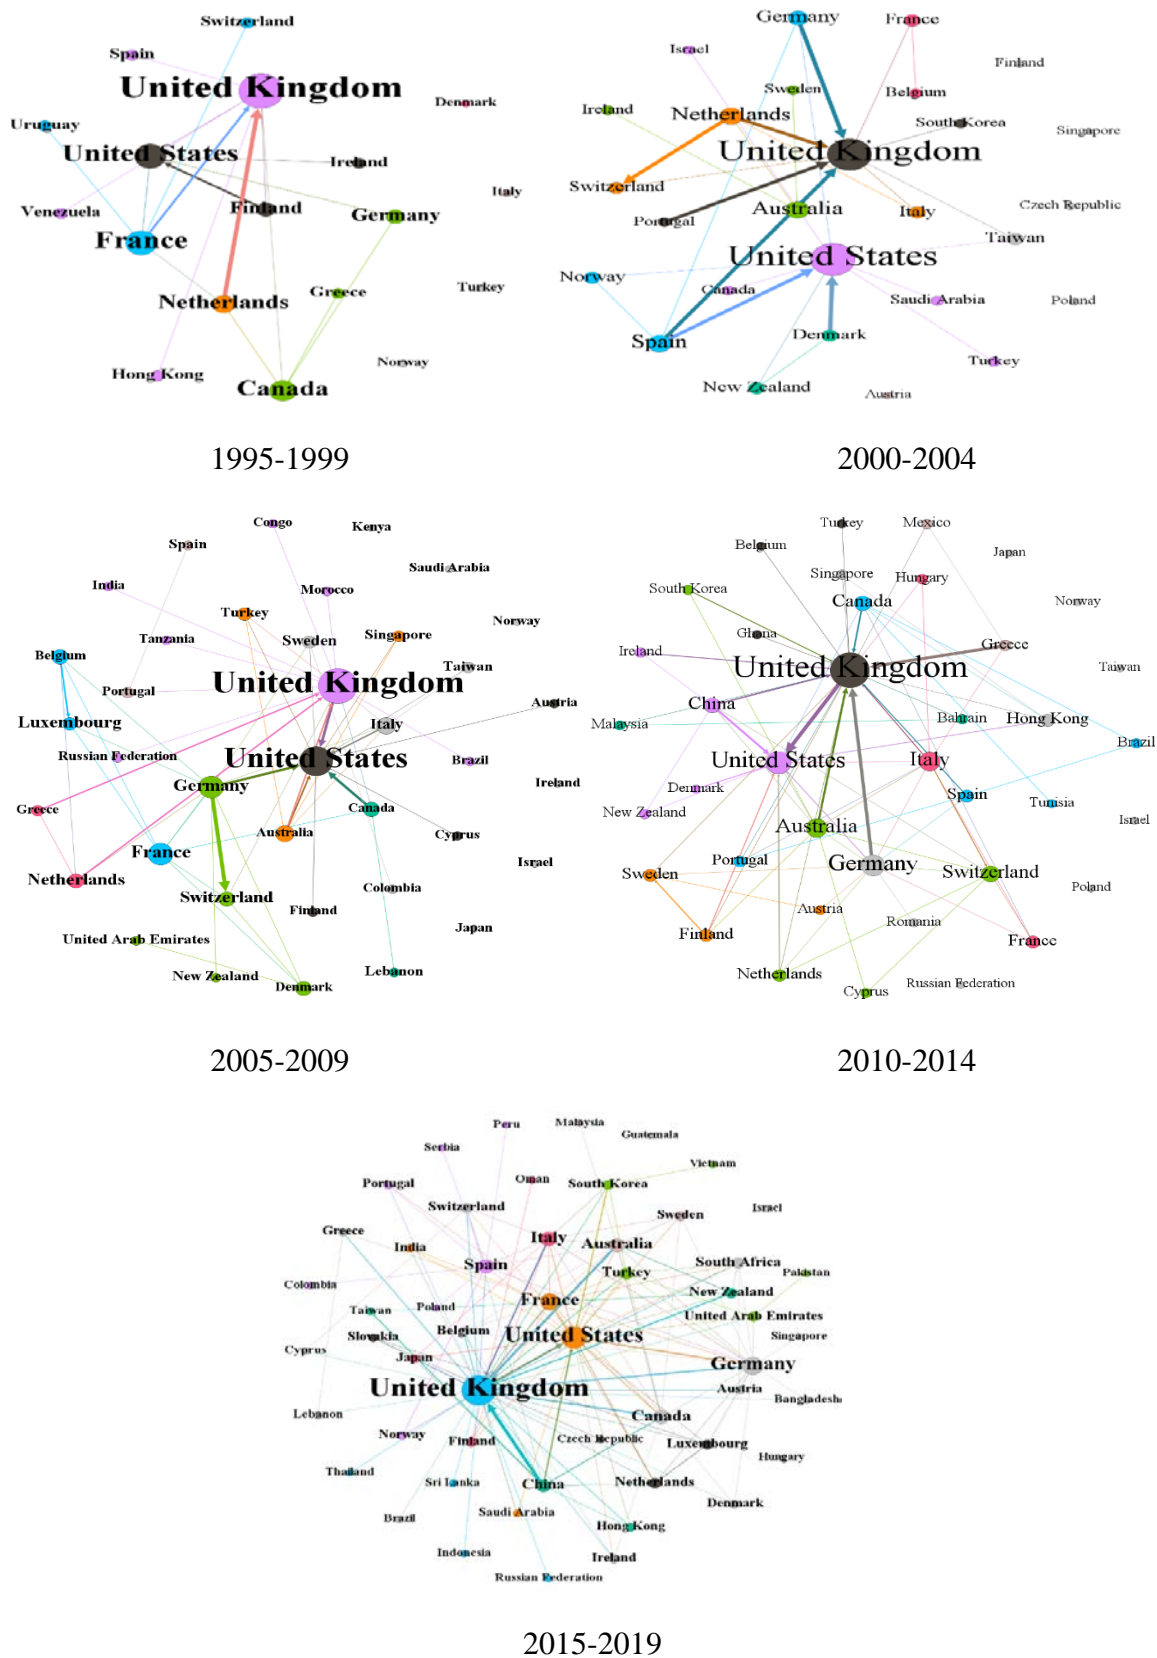 Switzerland
Spain
United Kingdom
Denmark
Uruguay
United States
Ireland
Italy
Venezuela
Finland
Germany
France
Turkey
Greece
Netherlands
Norway
Hong Kong
Canada
1995-1999
Germany
France
Israel
Finland
Sweden
Belgium
Ireland
Netherlands
South Korea
Singapore
United Kingdom
Switzerland
Czech Republic
Portugal
Australia
Italy
Taiwan
United States
Norway
Canada
Saudi Arabia
Poland
Spain
Denmark
Turkey
New Zealand
Austria
2000-2004
Congo
Kenya
Spain
Saudi Arabia
India
Morocco
Turkey
Norway
Tanzania
Sweden
Singapore
Belgium
Taiwan
United Kingdom
Portugal
Austria
Luxembourg
Italy
Russian Federation
United States
Brazil
Germany
Ireland
Greece
Canada
Australia
Cyprus
France
Israel
Netherlands
Switzerland
Colombia
Finland
Japan
United Arab Emirates
New Zealand
Lebanon
Denmark
2005-2009
Turkey
Mexico
Belgium
Japan
Singapore
Hungary
South Korea
Canada
Norway
Ghana
Greece
Ireland
United Kingdom
Taiwan
China
Malaysia
Bahrain
Hong Kong
Brazil
United States
Italy
Denmark
Spain
Tunisia
New Zealand
Israel
Australia
Portugal
Germany
Switzerland
Sweden
Poland
Austria
Romania
Finland
France
Netherlands
Cyprus
Russian Federation
2010-2014
Peru
Malaysia
Guatemala
Serbia
Vietnam
Portugal
Oman
South Korea
Switzerland
Israel
Greece
Sweden
Italy
Australia
India
Spain
South Africa
Turkey
Pakistan
Colombia
New Zealand
France
Taiwan
Poland
United Arab Emirates
Slovakia
Belgium
United States
Singapore
Cyprus
Japan
Germany
United Kingdom
Austria
Bangladesh
Lebanon
Canada
Norway
Finland
Czech Republic
Luxembourg
Hungary
Thailand
Sri Lanka
China
Netherlands
Denmark
Brazil
Saudi Arabia
Hong Kong
Indonesia
Ireland
Russian Federation
2015-2019